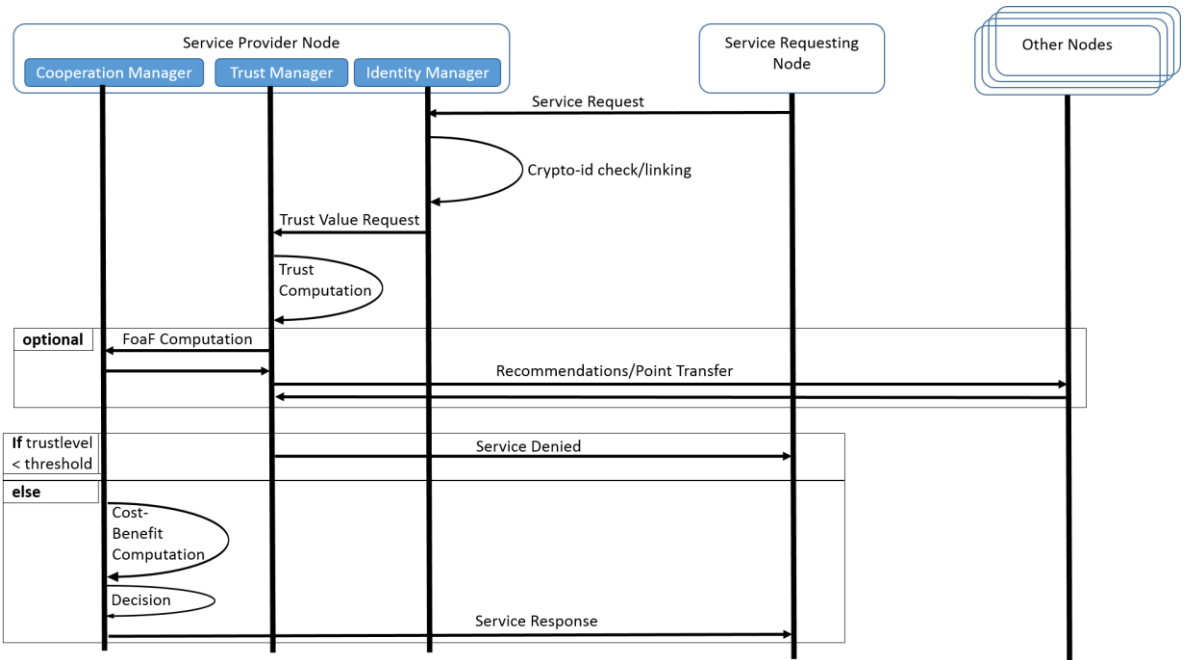 Service Provider Node
Cooperation Manager
Trust Manager
Identity Manager
Service Requesting
Node
Other Nodes
Service Request
Crypto-id check/linking
Trust Value Request
Trust
Computation
optional
FoaF Computation
Recommendations/Point Transfer
If trustlevel
< threshold
Service Denied
else
Cost-
Benefit
Computation
Decision
Service Response